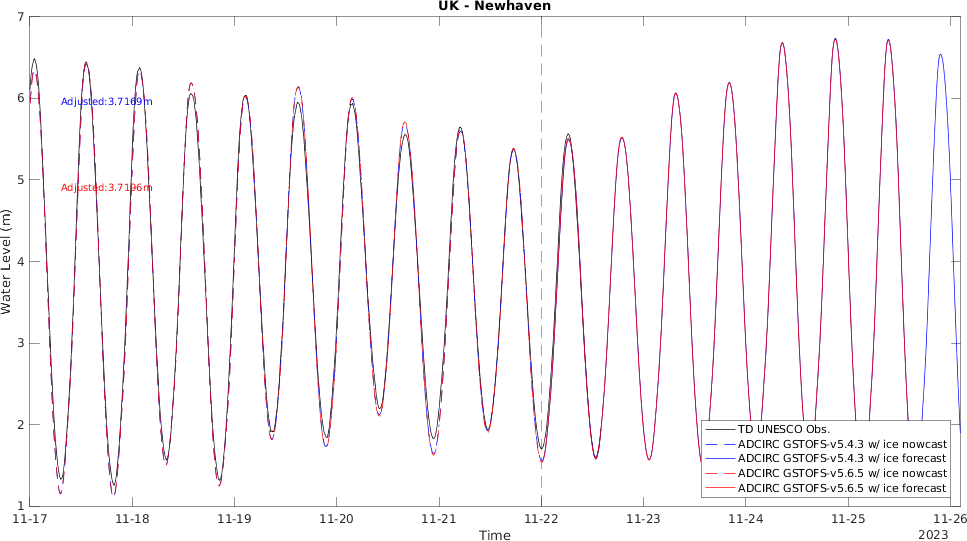 UK - Newhaven
7
6
5
4
3
2
1
Water Level (m)
Adjusted:3.7169m
Adjusted:3.7196m
TD UNESCO Obs.
ADCIRC GSTOFS-v5.4.3 w/ ice nowcast
ADCIRC GSTOFS-v5.4.3 w/ ice forecast
ADCIRC GSTOFS-v5.6.5 w/ ice nowcast
ADCIRC GSTOFS-v5.6.5 w/ ice forecast
11-17 11-18 11-19 11-20 11-21 11-22 11-23 11-24 11-25 11-26
Time
2023